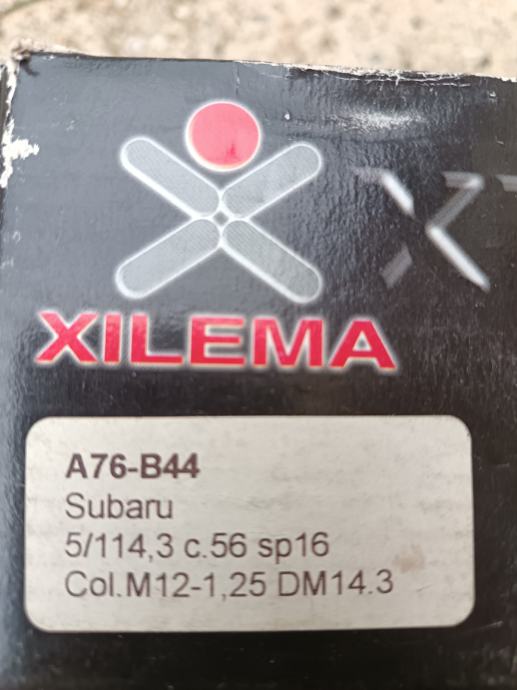 XILEMA
A76-B44
Subaru
5/114,3 c.56 sp16
Col.M12-1,25 DM14.3